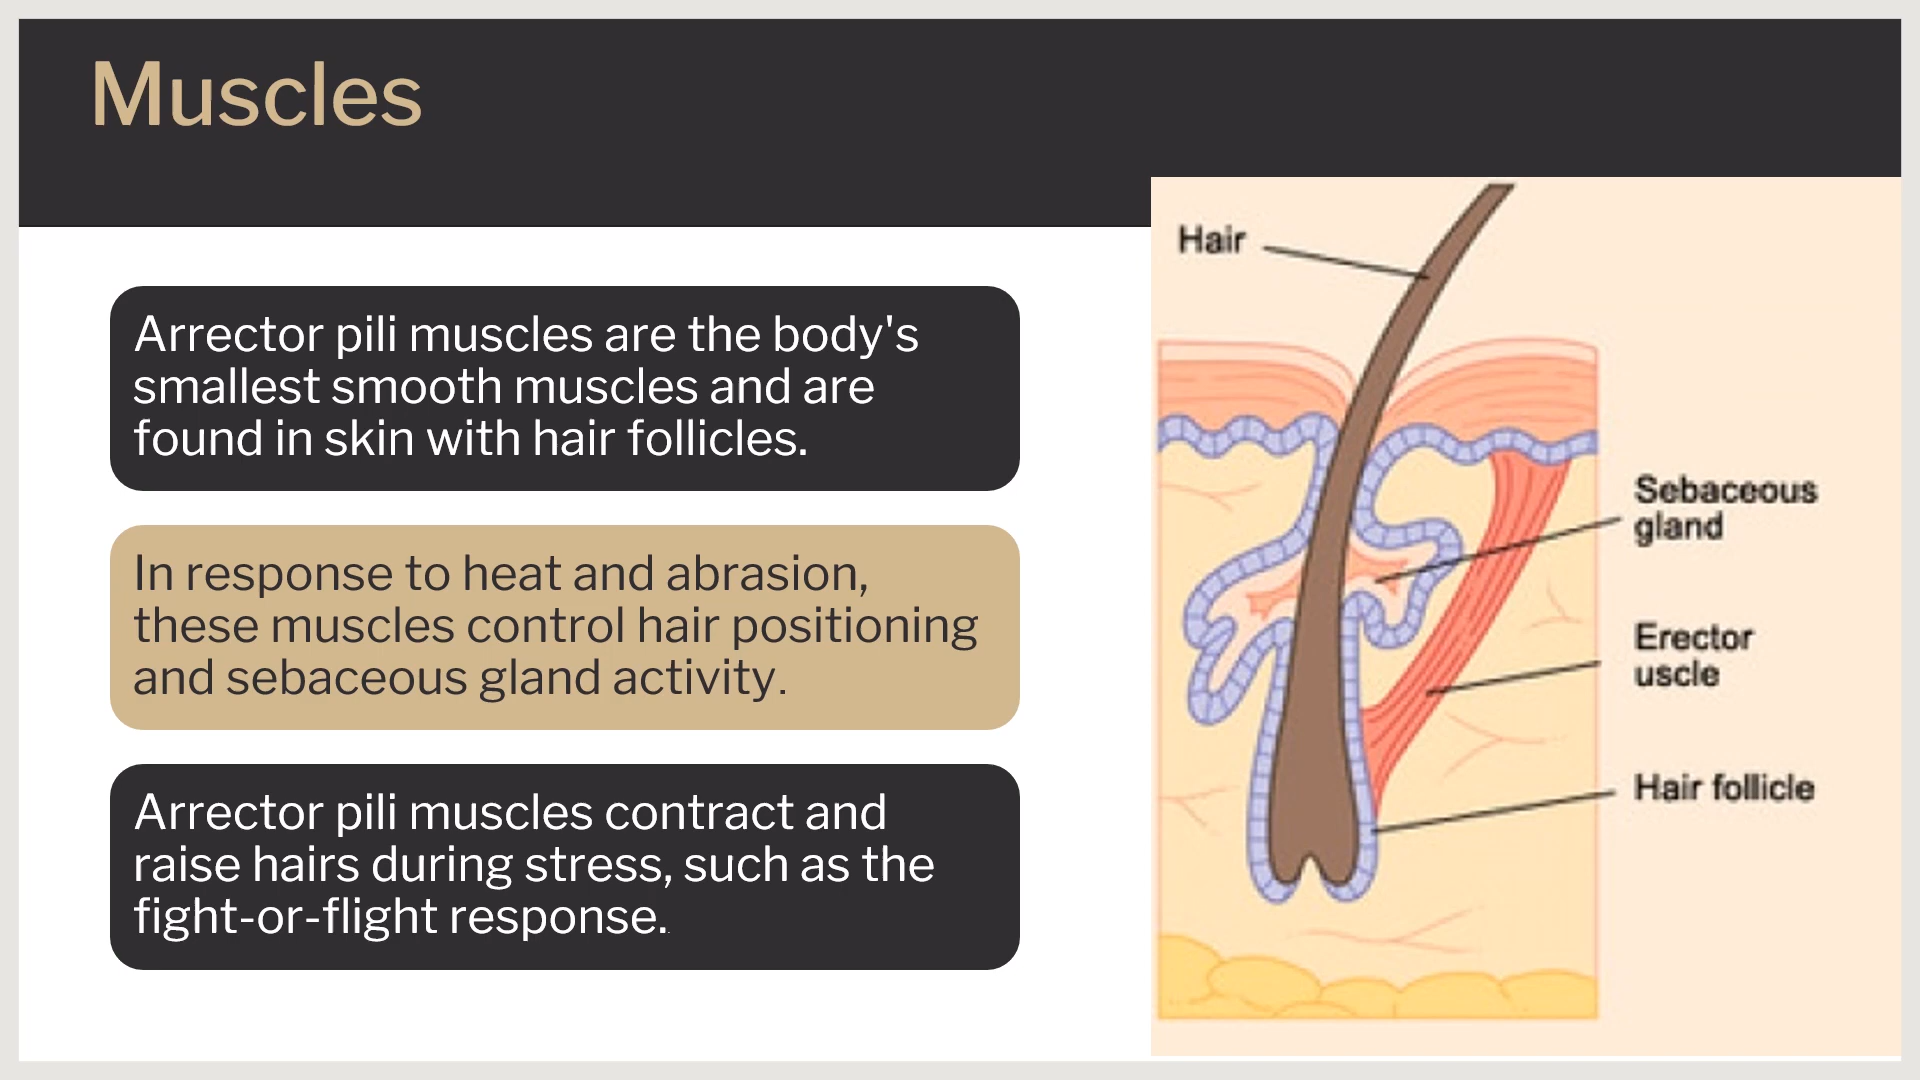 Muscles
Arrector pili muscles are the body's
smallest smooth muscles and are
found in skin with hair follicles.
In response to heat and abrasion,
these muscles control hair positioning
and sebaceous gland activity.
Arrector pili muscles contract and
raise hairs during stress, such as the
fight-or-flight response..
Hair
Sebaceous
gland
Erector
uscle
Hair follicle